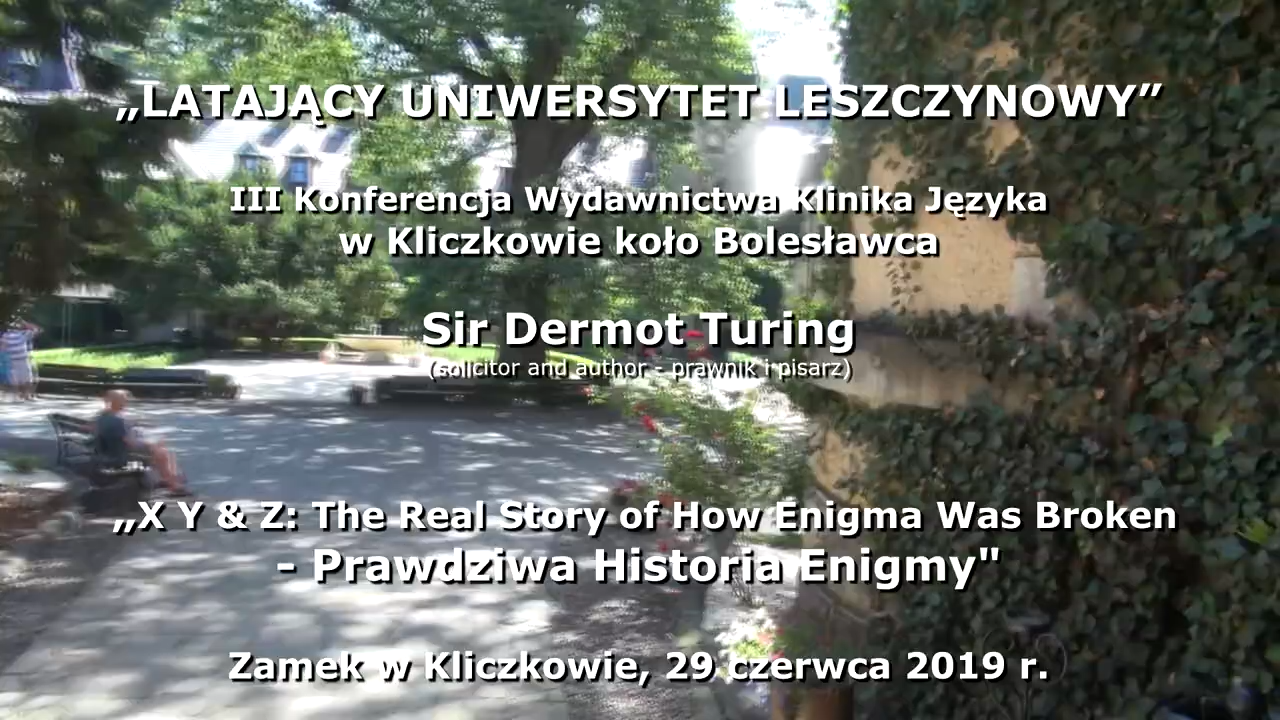 „LATAJĄCY UNIWERSYTET LESZCZYNOWY”
III Konferencja Wydawnictwa Klinika Języka
w Kliczkowie koło Bolesławca
Sir Dermot Turing
(solicitor and author - prawnik i pisarz)
„X Y & Z: The Real Story of How Enigma Was Broken
- Prawdziwa Historia Enigmy"
Zamek w Kliczkowie, 29 czerwca 2019 r.